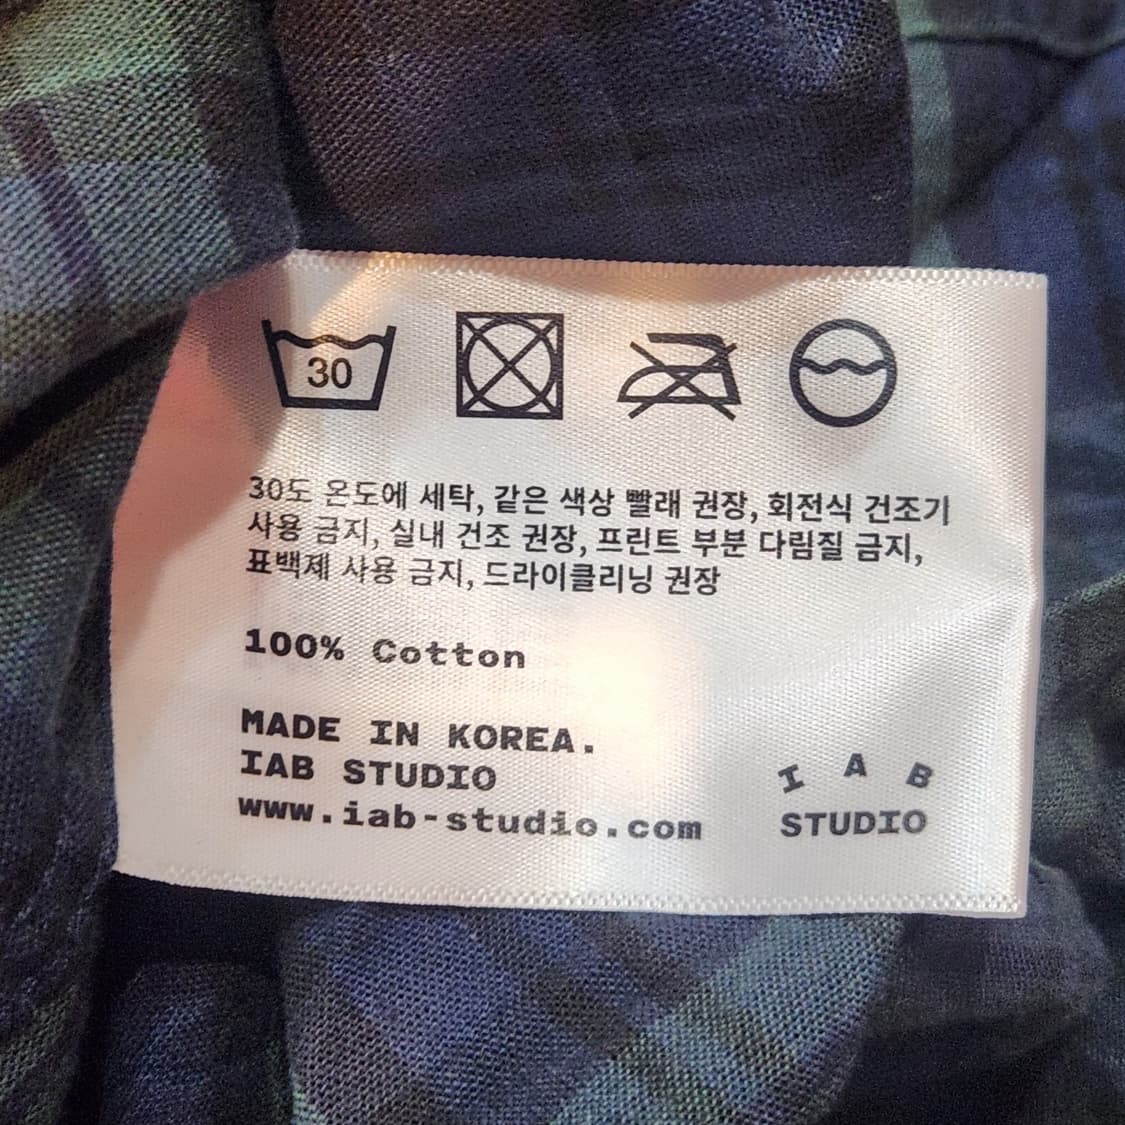 30
30도 온도에 세탁, 같은 색상 빨래 권장, 회전식 건조기
사용 금지, 실내 건조 권장, 프린트 부분 다림질 금지,
표백제 사용 금지, 드라이클리닝 권장
100% Cotton
MADE IN KOREA.
IAB STUDIO
www.iab-studio.com
I A B
STUDIO